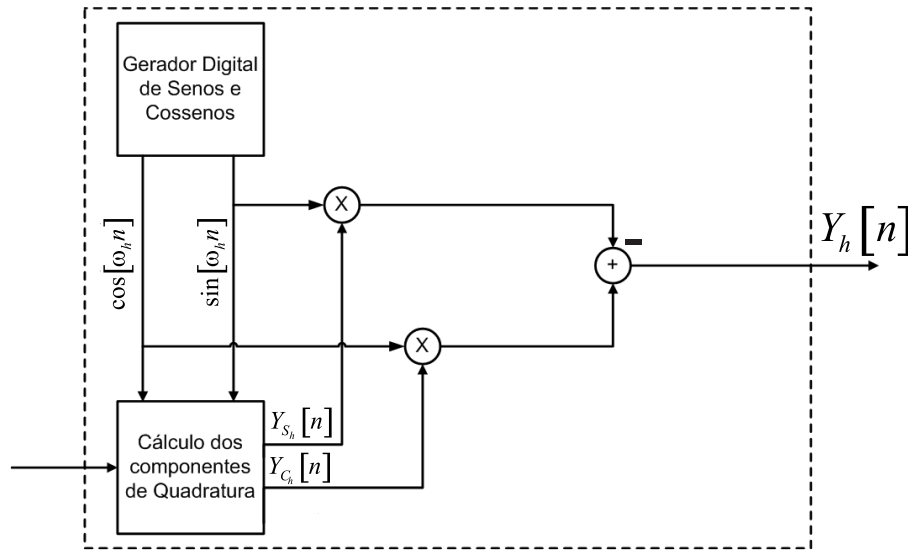 Gerador Digital
de Senos e
Cossenos
cos[ω_h n]
sin[ω_h n]
X
−
Y_h[n]
+
X
Y_{S_h}[n]
Cálculo dos
componentes
de Quadratura
Y_{C_h}[n]